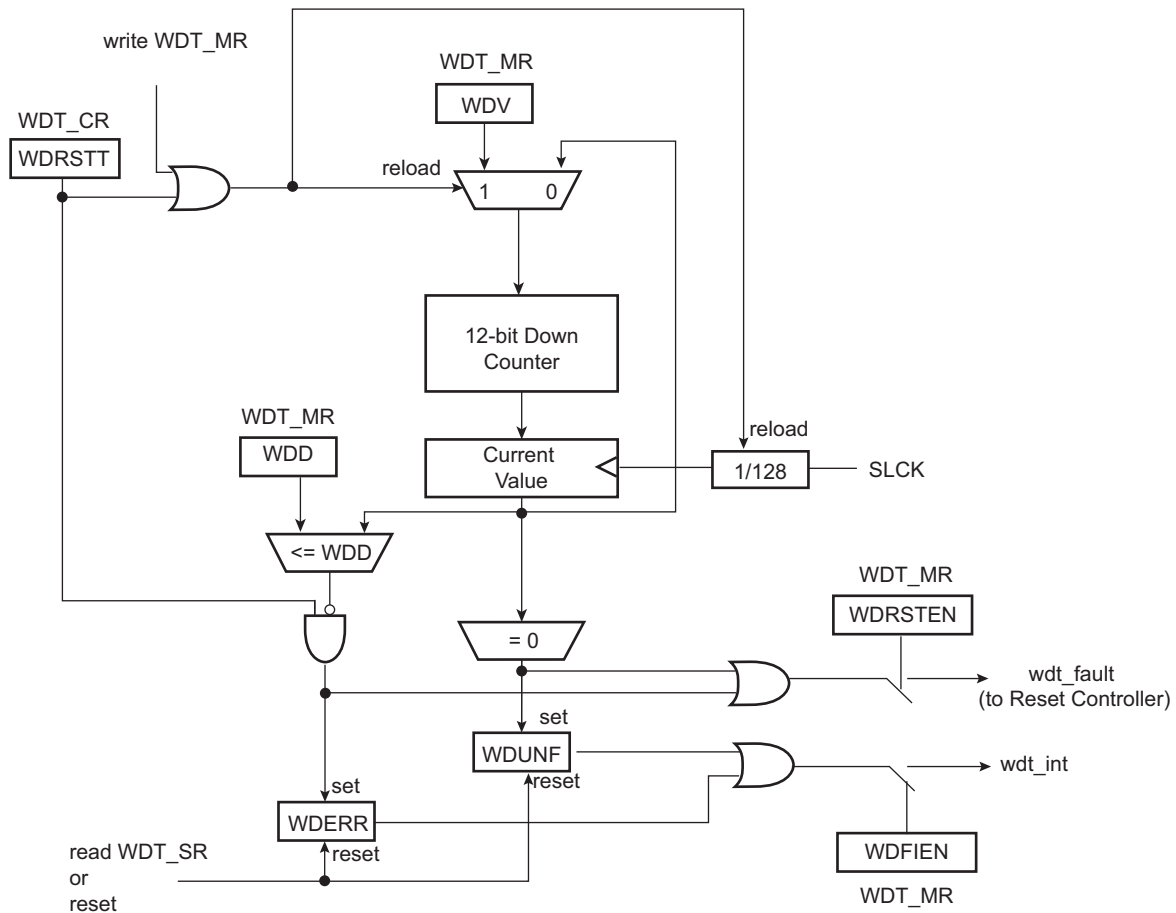 write WDT_MR
WDT_MR
WDV
WDT_CR
WDRSTT
reload
1 0
12-bit Down
Counter
WDT_MR
WDD
Current
Value
reload
1/128
SLCK
<= WDD
WDT_MR
WDRSTEN
= 0
wdt_fault
(to Reset Controller)
set
WDUNF
reset
wdt_int
set
WDERR
reset
WDFIEN
WDT_MR
read WDT_SR
or
reset